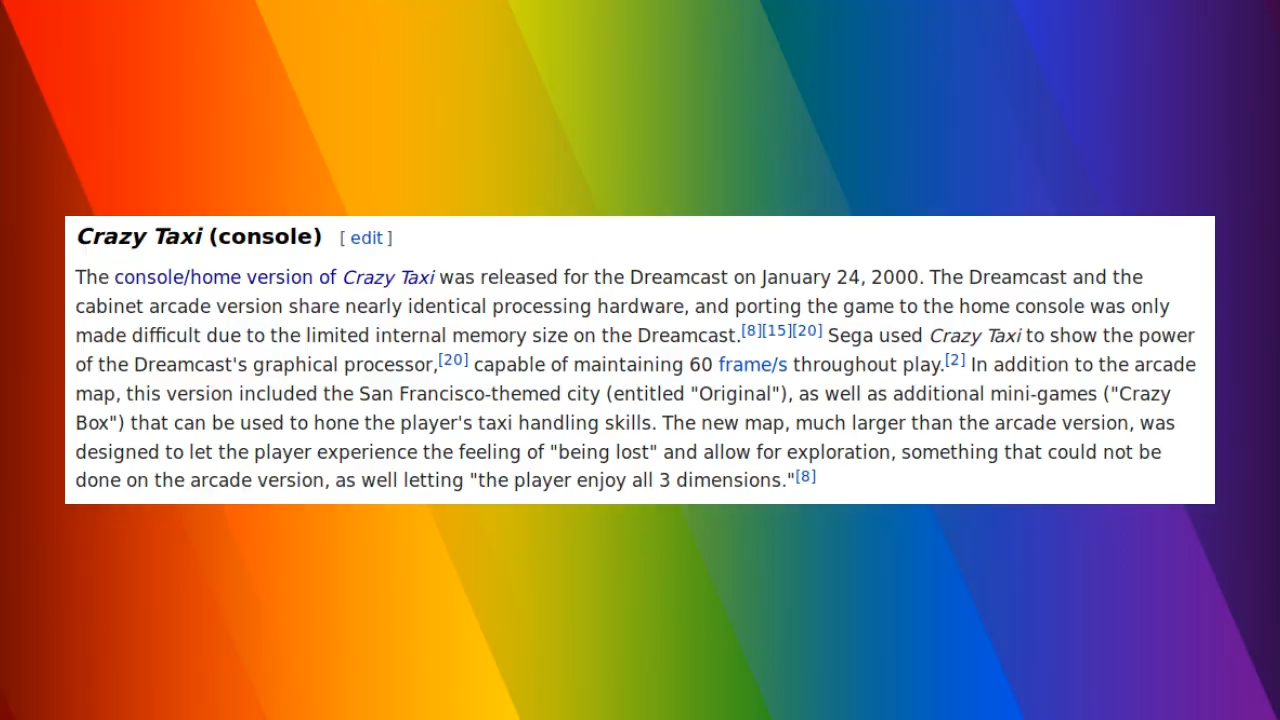 Crazy Taxi (console) [ edit ]
The console/home version of Crazy Taxi was released for the Dreamcast on January 24, 2000. The Dreamcast and the
cabinet arcade version share nearly identical processing hardware, and porting the game to the home console was only
made difficult due to the limited internal memory size on the Dreamcast.[8][15][20] Sega used Crazy Taxi to show the power
of the Dreamcast's graphical processor,[20] capable of maintaining 60 frame/s throughout play.[2] In addition to the arcade
map, this version included the San Francisco-themed city (entitled "Original"), as well as additional mini-games ("Crazy
Box") that can be used to hone the player's taxi handling skills. The new map, much larger than the arcade version, was
designed to let the player experience the feeling of "being lost" and allow for exploration, something that could not be
done on the arcade version, as well letting "the player enjoy all 3 dimensions."[8]